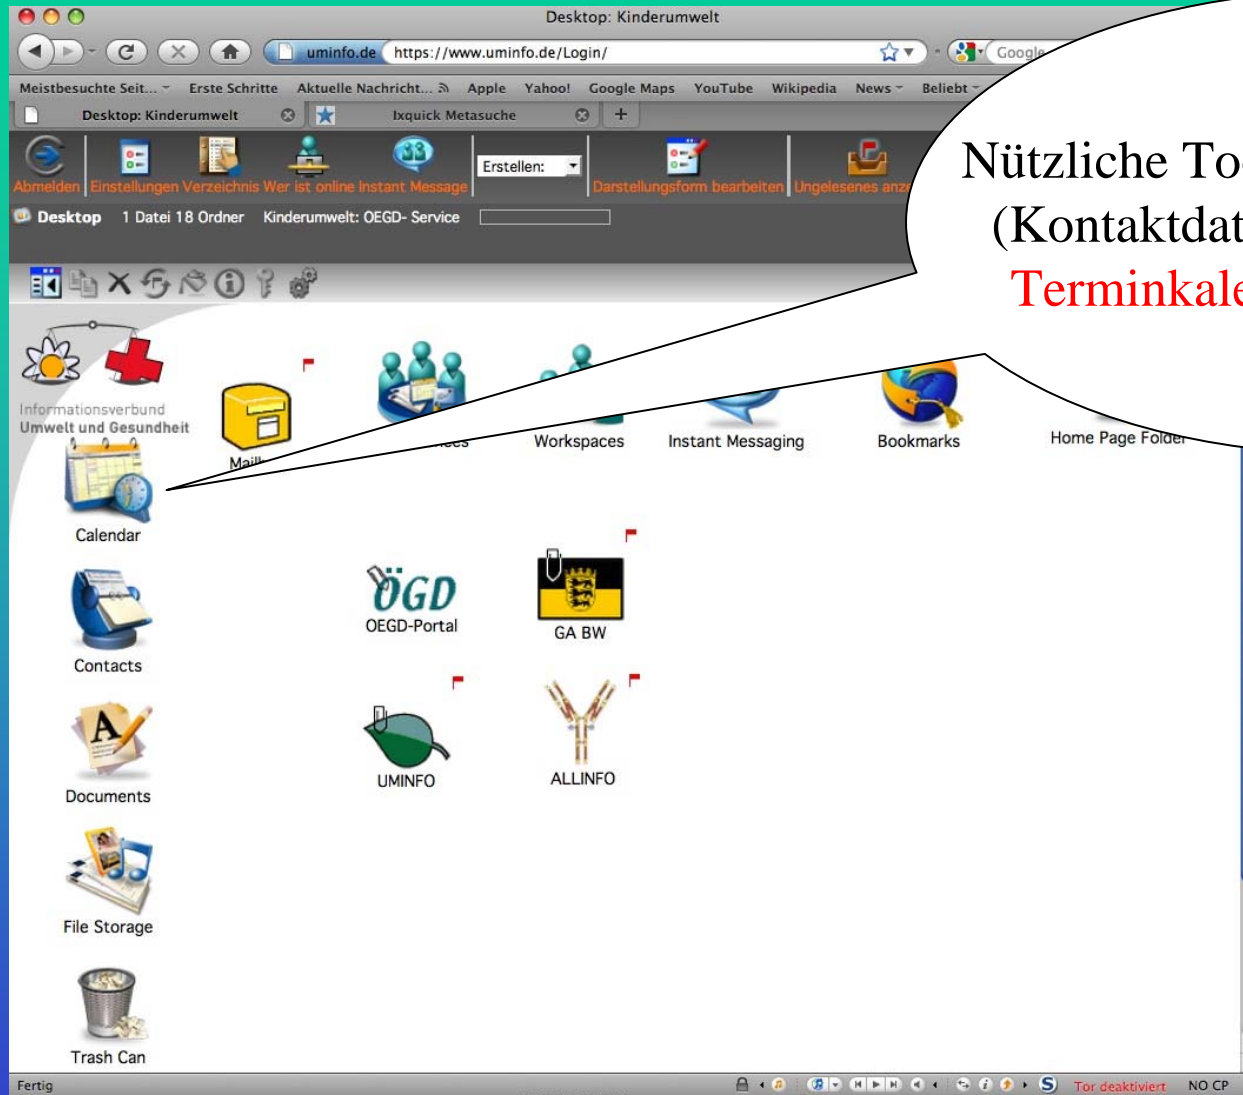 Desktop: Kinderumwelt
uminfo.de https://www.uminfo.de/Login/ Google
Meistbesuchte Seit... Erste Schritte Aktuelle Nachricht... Apple Yahoo! Google Maps YouTube Wikipedia News Beliebt
Desktop: Kinderumwelt Ixquick Metasuche +
Abmelden Einstellungen Verzeichnis Wer ist online Instant Message Erstellen: Darstellungsform bearbeiten Ungelesenes anze
Desktop 1 Datei 18 Ordner Kinderumwelt: OEGD- Service
Nützliche To
(Kontaktdat
Terminkale
Informationsverbund
Umwelt und Gesundheit
Workspaces Instant Messaging Bookmarks Home Page Folder
Calendar
ÖGD
OEGD-Portal GA BW
Contacts
UMINFO ALLINFO
A
Documents
File Storage
Trash Can
Fertig S Tor deaktiviert NO CP